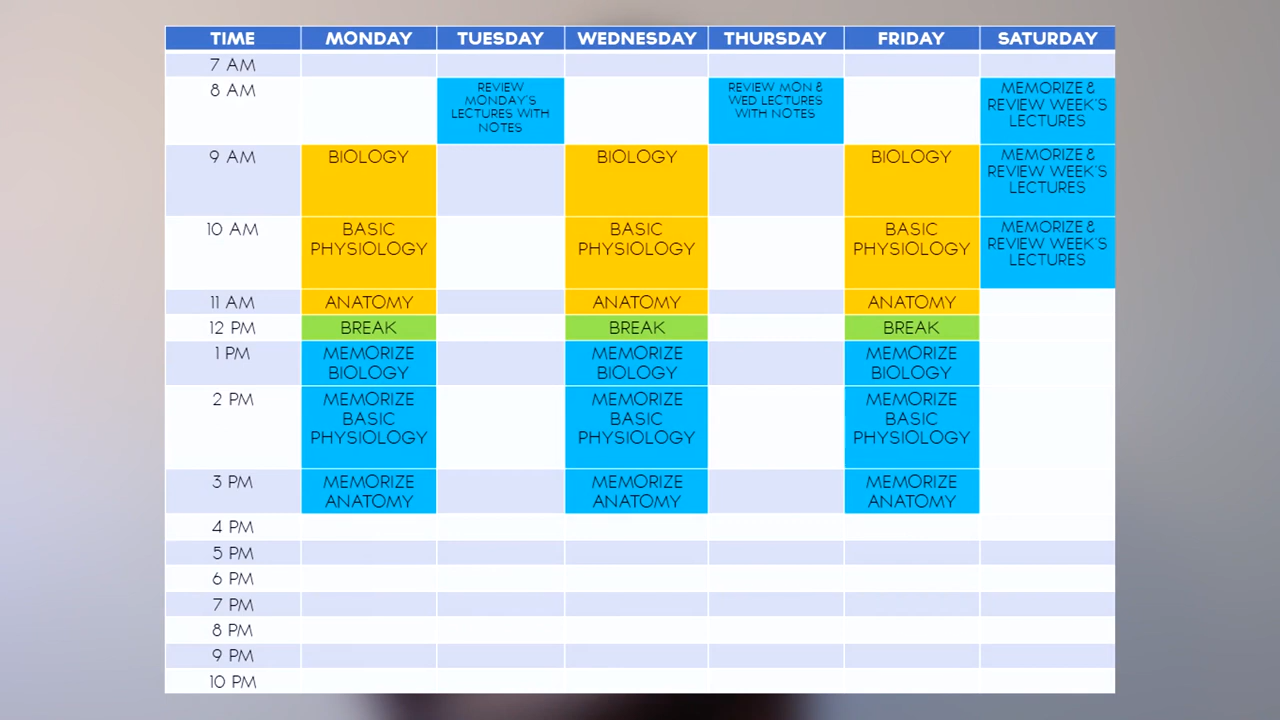 TIME MONDAY TUESDAY WEDNESDAY THURSDAY FRIDAY SATURDAY
7 AM
8 AM
REVIEW
MONDAY'S
LECTURES WITH
NOTES
REVIEW MON &
WED LECTURES
WITH NOTES
MEMORIZE &
REVIEW WEEK'S
LECTURES
9 AM
BIOLOGY
BIOLOGY
BIOLOGY
MEMORIZE &
REVIEW WEEK'S
LECTURES
10 AM
BASIC
PHYSIOLOGY
BASIC
PHYSIOLOGY
BASIC
PHYSIOLOGY
MEMORIZE &
REVIEW WEEK'S
LECTURES
11 AM
ANATOMY
ANATOMY
ANATOMY
12 PM
BREAK
BREAK
BREAK
1 PM
MEMORIZE
BIOLOGY
MEMORIZE
BIOLOGY
MEMORIZE
BIOLOGY
2 PM
MEMORIZE
BASIC
PHYSIOLOGY
MEMORIZE
BASIC
PHYSIOLOGY
MEMORIZE
BASIC
PHYSIOLOGY
3 PM
MEMORIZE
ANATOMY
MEMORIZE
ANATOMY
MEMORIZE
ANATOMY
4 PM
5 PM
6 PM
7 PM
8 PM
9 PM
10 PM